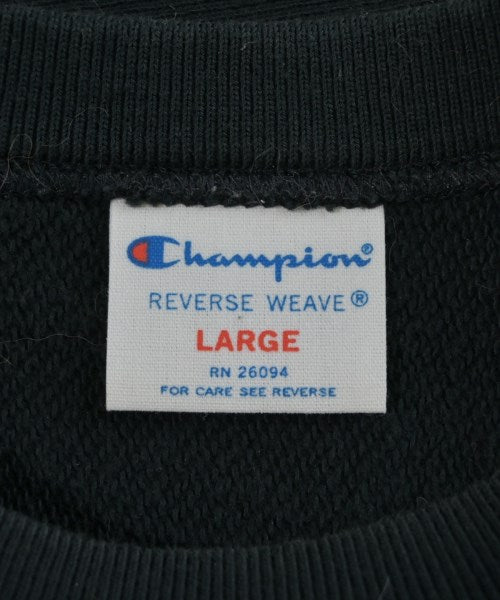 Champion®
REVERSE WEAVE®
LARGE
RN 26094
FOR CARE SEE REVERSE